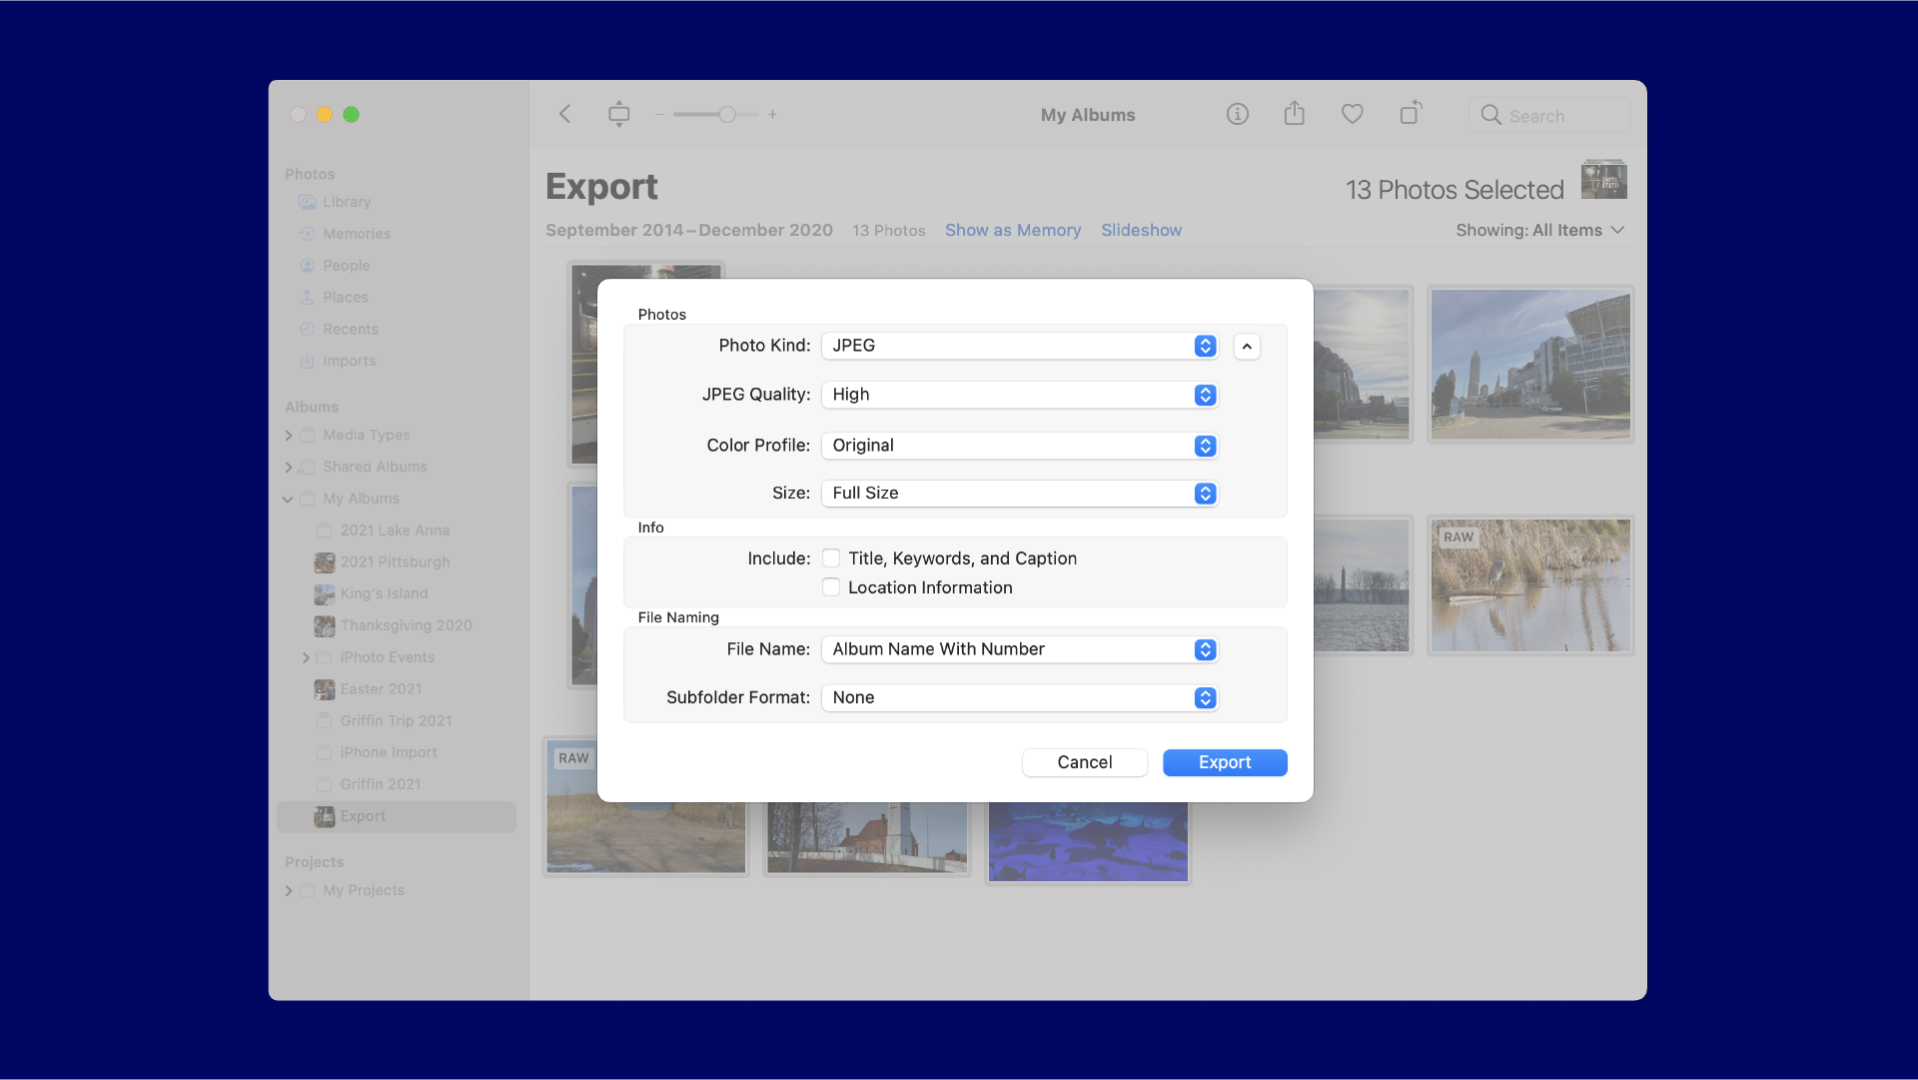 My Albums
Search
Photos
Library
Memories
People
Places
Recents
Imports
Albums
Media Types
Shared Albums
My Albums
2021 Lake Anna
2021 Pittsburgh
King's Island
Thanksgiving 2020
iPhoto Events
Easter 2021
Griffin Trip 2021
iPhone Import
Griffin 2021
Export
Projects
My Projects
Export
13 Photos Selected
September 2014–December 2020 13 Photos Show as Memory Slideshow
Showing: All Items
Photos
Photo Kind: JPEG
JPEG Quality: High
Color Profile: Original
Size: Full Size
Info
Include: Title, Keywords, and Caption
Location Information
File Naming
File Name: Album Name With Number
Subfolder Format: None
Cancel Export
RAW
RAW